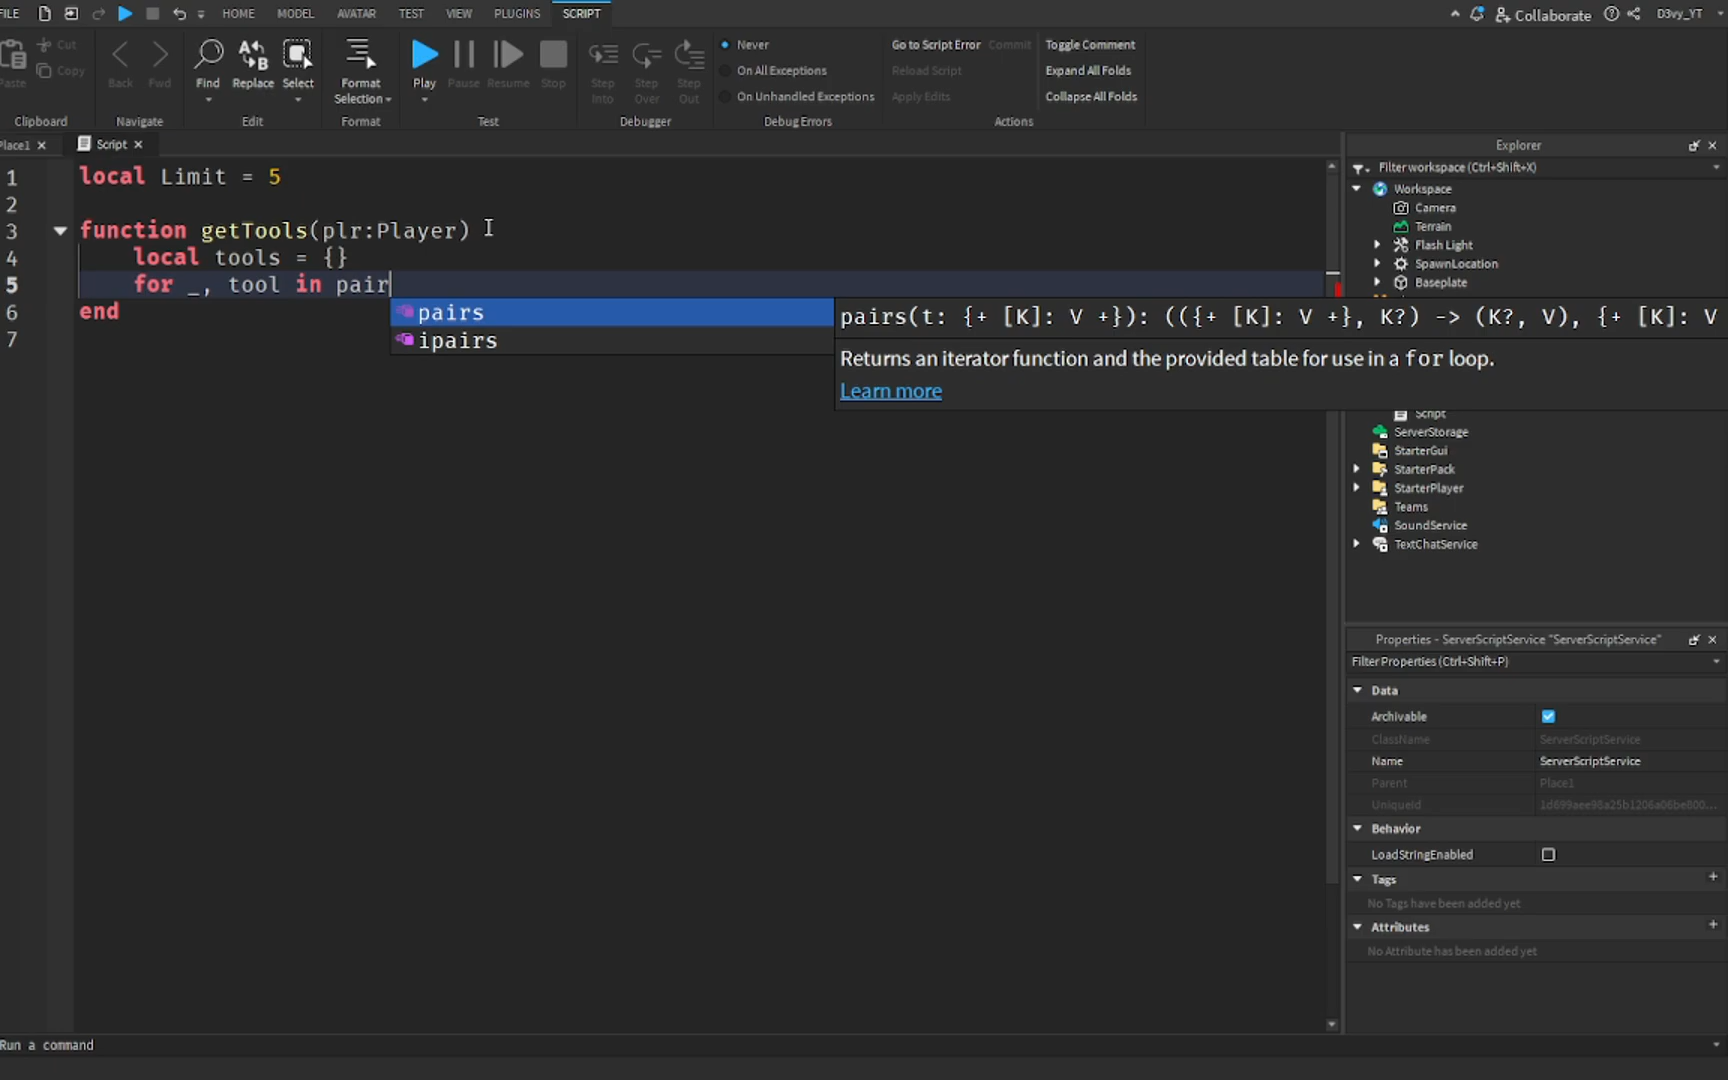 FILE HOME MODEL AVATAR TEST VIEW PLUGINS SCRIPT Collaborate D3vy_YT
Paste Cut Copy
Clipboard
Back Fwd
Navigate
Find Replace Select
Edit
Format Selection
Format
Play Pause Resume Stop
Test
Step Into Step Over Step Out
Debugger
Never
On All Exceptions
On Unhandled Exceptions
Debug Errors
Go to Script Error Commit Toggle Comment
Reload Script Expand All Folds
Apply Edits Collapse All Folds
Actions
Place1 Script
1 local Limit = 5
2
3 function getTools(plr:Player)
4 local tools = {}
5 for _, tool in pair
6 end
7
pairs
ipairs
pairs(t: {+ [K]: V +}): (({+ [K]: V +}, K?) -> (K?, V), {+ [K]: V
Returns an iterator function and the provided table for use in a for loop.
Learn more
Explorer
Filter workspace (Ctrl+Shift+X)
Workspace
Camera
Terrain
Flash Light
SpawnLocation
Baseplate
Script
ServerStorage
StarterGui
StarterPack
StarterPlayer
Teams
SoundService
TextChatService
Properties - ServerScriptService "ServerScriptService"
Filter Properties (Ctrl+Shift+P)
Data
Archivable
ClassName ServerScriptService
Name ServerScriptService
Parent Place1
UniqueId 1d699aee98a25b1206a06be800...
Behavior
LoadStringEnabled
Tags +
No Tags have been added yet
Attributes +
No Attribute has been added yet
Run a command